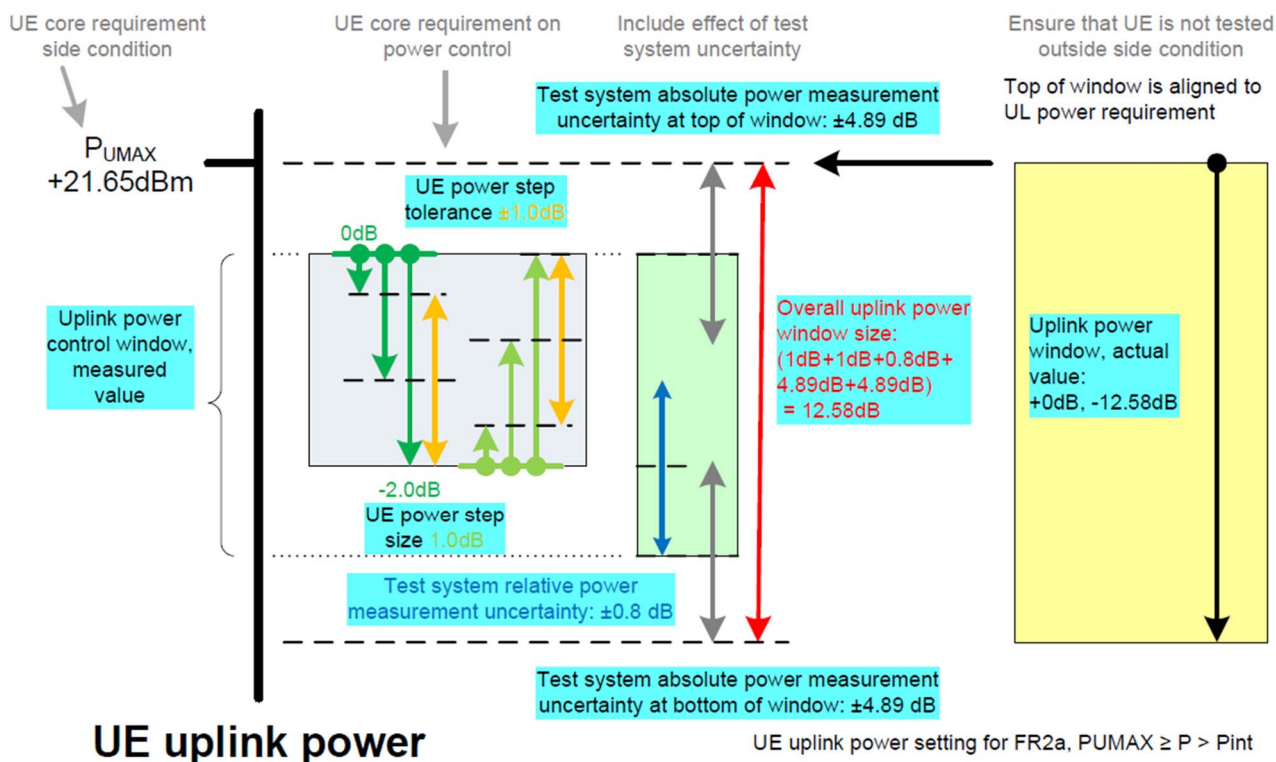 UE core requirement
side condition
UE core requirement on
power control
Include effect of test
system uncertainty
Ensure that UE is not tested
outside side condition
Top of window is aligned to
UL power requirement
Test system absolute power measurement
uncertainty at top of window: ±4.89 dB
PUMAX
+21.65dBm
UE power step
tolerance ±1.0dB
0dB
Uplink power
control window,
measured
value
Overall uplink power
window size:
(1dB+1dB+0.8dB+
4.89dB+4.89dB)
= 12.58dB
Uplink power
window, actual
value:
+0dB, -12.58dB
-2.0dB
UE power step
size 1.0dB
Test system relative power
measurement uncertainty: ±0.8 dB
Test system absolute power measurement
uncertainty at bottom of window: ±4.89 dB
UE uplink power
UE uplink power setting for FR2a, PUMAX ≥ P > Pint